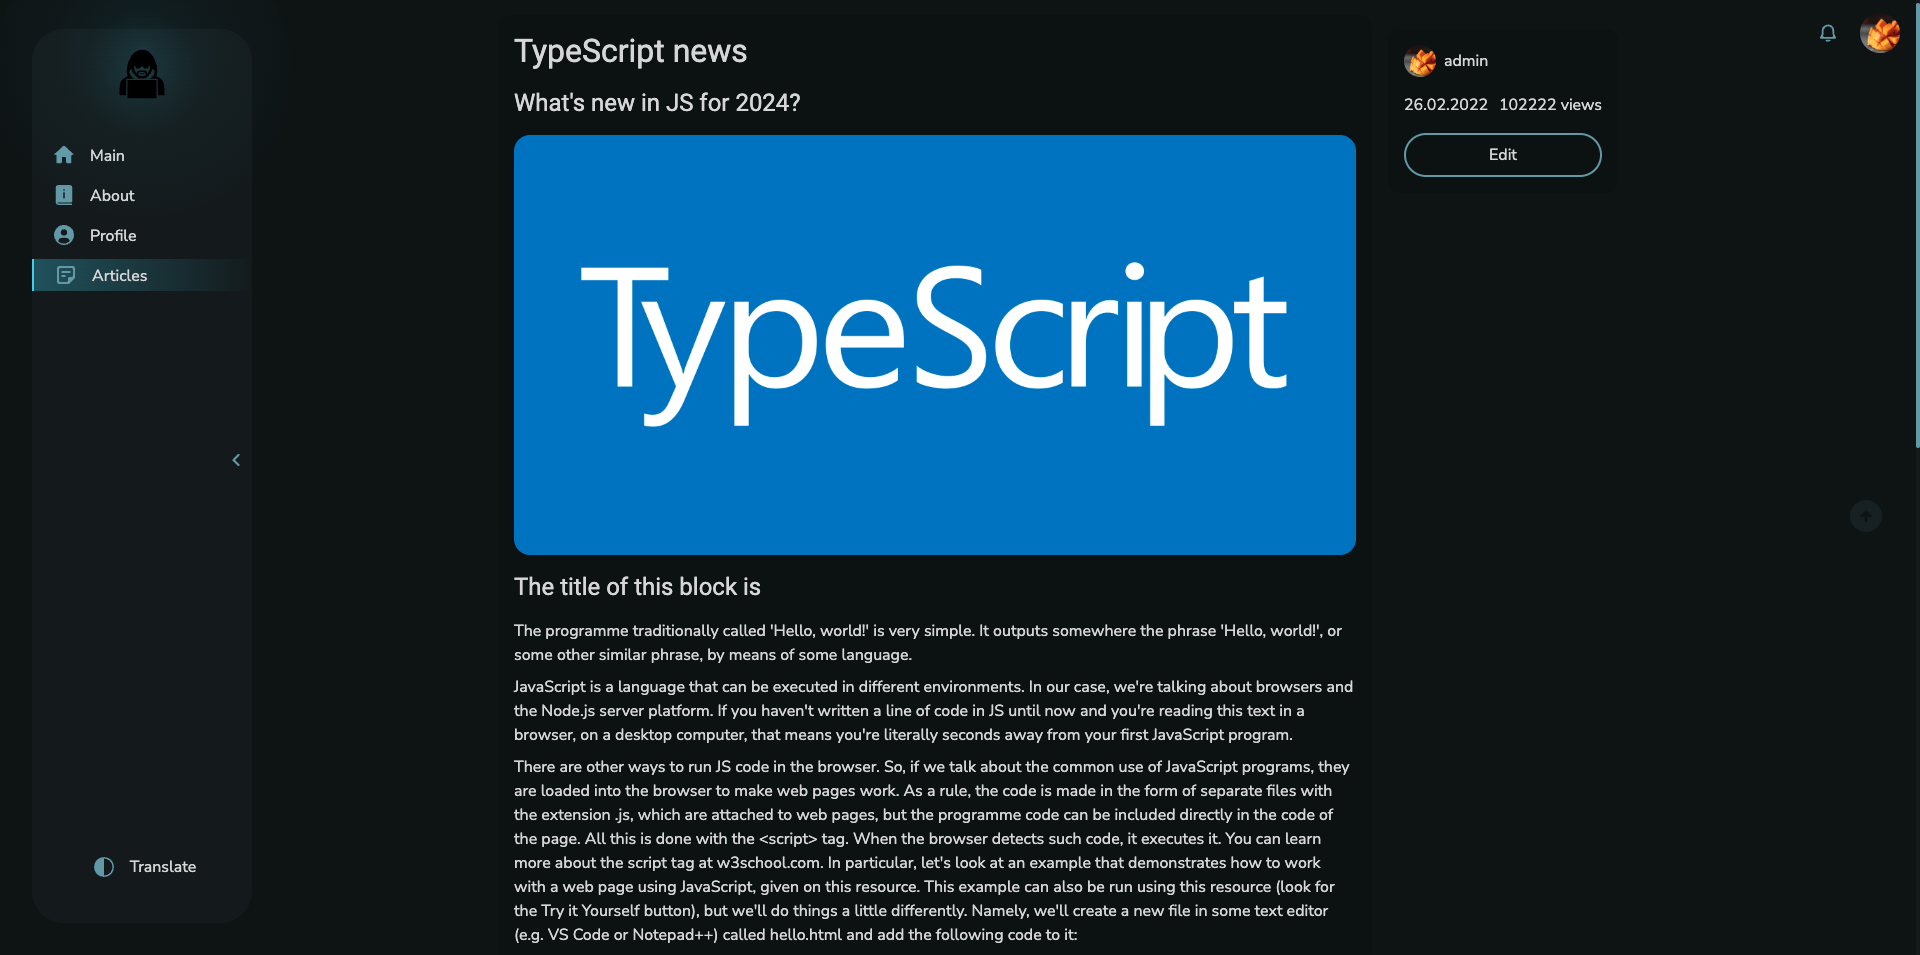 Main
About
Profile
Articles
Translate
TypeScript news
What's new in JS for 2024?
TypeScript
The title of this block is
The programme traditionally called 'Hello, world!' is very simple. It outputs somewhere the phrase 'Hello, world!', or
some other similar phrase, by means of some language.
JavaScript is a language that can be executed in different environments. In our case, we're talking about browsers and
the Node.js server platform. If you haven't written a line of code in JS until now and you're reading this text in a
browser, on a desktop computer, that means you're literally seconds away from your first JavaScript program.
There are other ways to run JS code in the browser. So, if we talk about the common use of JavaScript programs, they
are loaded into the browser to make web pages work. As a rule, the code is made in the form of separate files with
the extension .js, which are attached to web pages, but the programme code can be included directly in the code of
the page. All this is done with the <script> tag. When the browser detects such code, it executes it. You can learn
more about the script tag at w3school.com. In particular, let's look at an example that demonstrates how to work
with a web page using JavaScript, given on this resource. This example can also be run using this resource (look for
the Try it Yourself button), but we'll do things a little differently. Namely, we'll create a new file in some text editor
(e.g. VS Code or Notepad++) called hello.html and add the following code to it:
admin
26.02.2022 102222 views
Edit